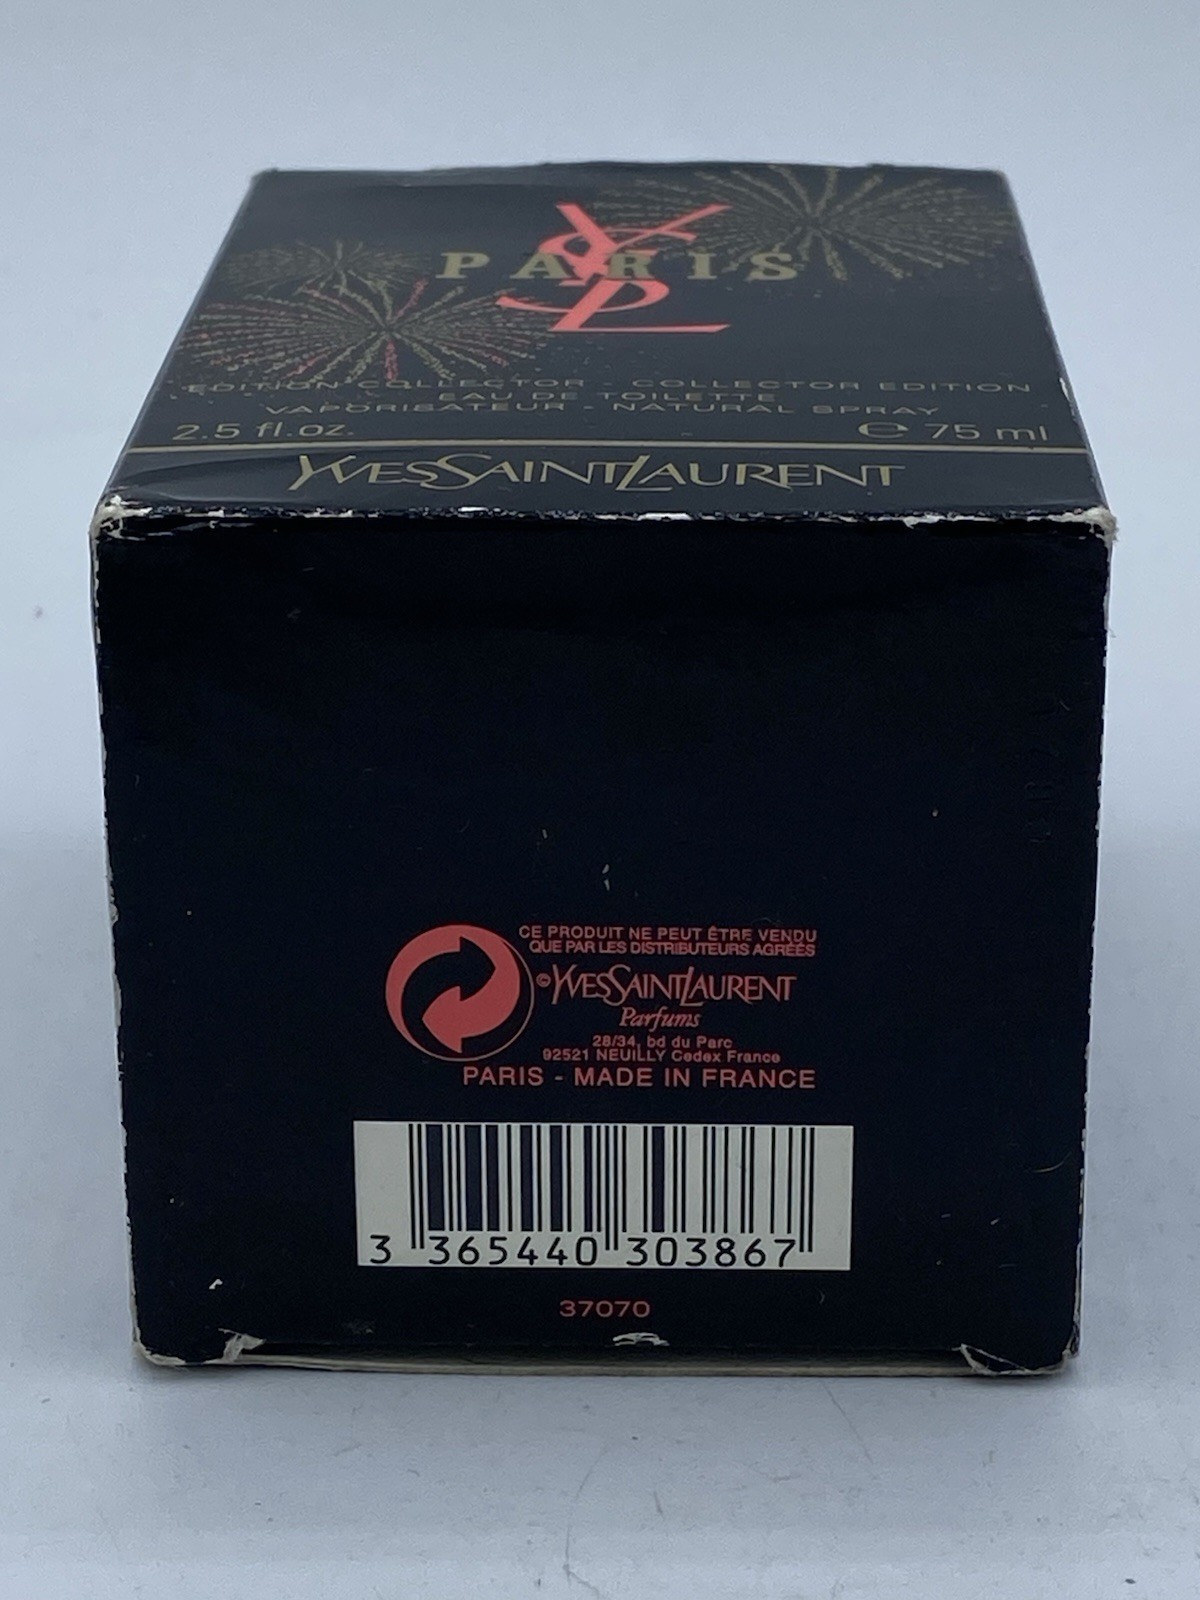 YSL
PARIS
EDITION COLLECTOR - COLLECTOR EDITION
EAU DE TOILETTE
VAPORISATEUR - NATURAL SPRAY
2.5 fl.oz. ℮ 75 ml
YVESSAINTLAURENT
CE PRODUIT NE PEUT ÊTRE VENDU
QUE PAR LES DISTRIBUTEURS AGRÉÉS
©YVESSAINTLAURENT
Parfums
28/34, bd du Parc
92521 NEUILLY Cedex France
PARIS - MADE IN FRANCE
3 365440 303867
37070